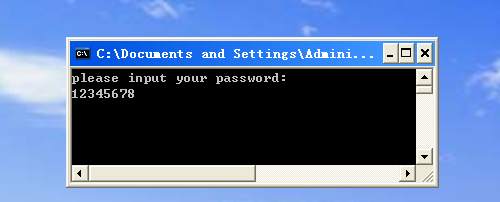 C:\Documents and Settings\Admini...
please input your password:
12345678